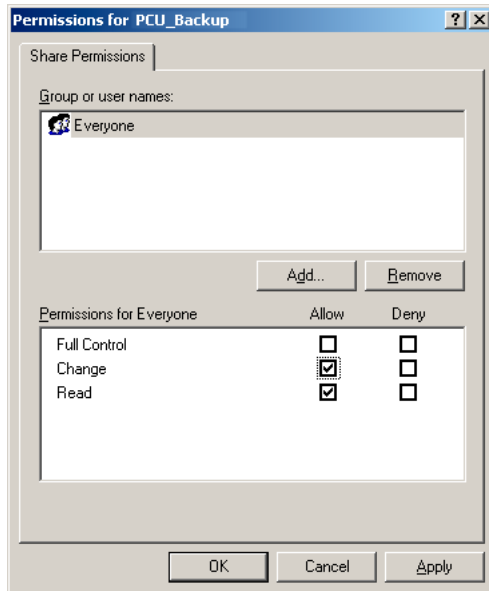 Permissions for PCU_Backup
Share Permissions
Group or user names:
Everyone
Add... Remove
Permissions for Everyone Allow Deny
Full Control
Change
Read
OK Cancel Apply